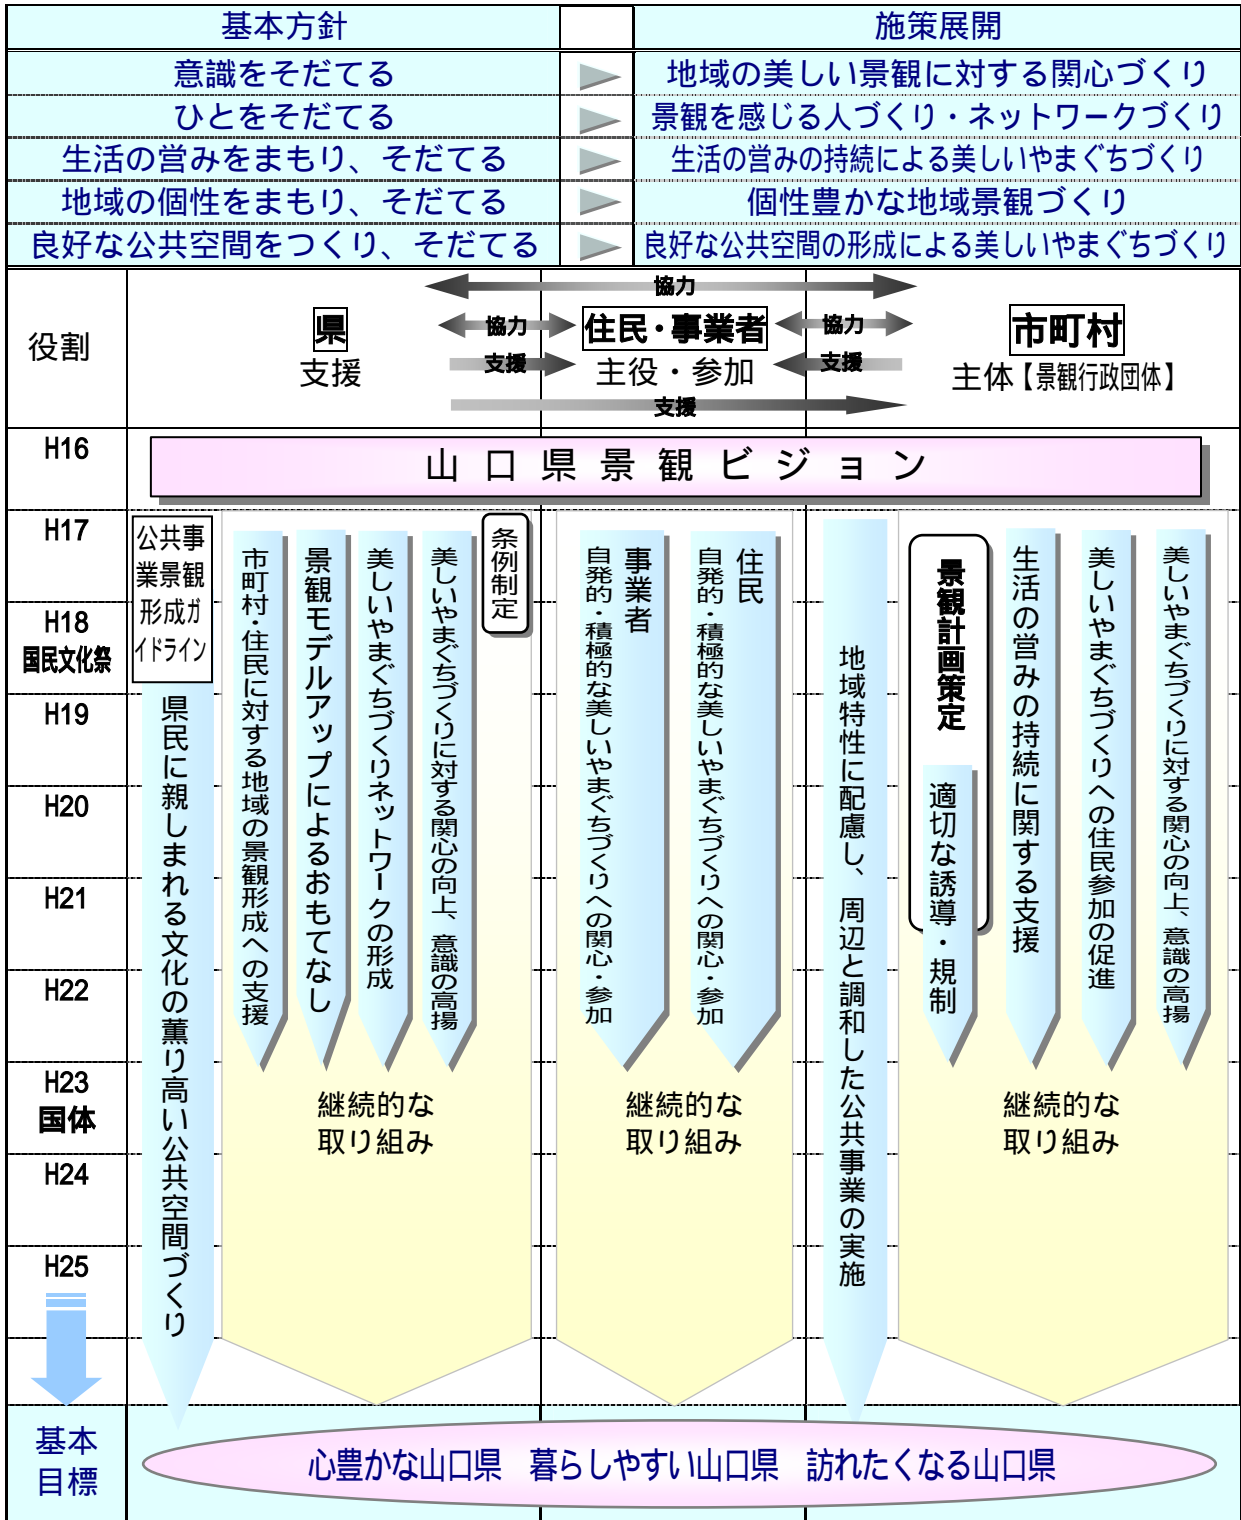 基本方針
施策展開
意識をそだてる
地域の美しい景観に対する関心づくり
ひとをそだてる
景観を感じる人づくり・ネットワークづくり
生活の営みをまもり、そだてる
生活の営みの持続による美しいやまぐちづくり
地域の個性をまもり、そだてる
個性豊かな地域景観づくり
良好な公共空間をつくり、そだてる
良好な公共空間の形成による美しいやまぐちづくり
役割
県
支援
協力
協力
支援
支援
住民・事業者
主役・参加
協力
支援
市町村
主体【景観行政団体】
H16
山口県景観ビジョン
H17
H18
国民文化祭
H19
H20
H21
H22
H23
国体
H24
H25
公共事
業景観
形成ガ
イドライン
県民に親しまれる文化の薫り高い公共空間づくり
市町村・住民に対する地域の景観形成への支援
景観モデルアップによるおもてなし
美しいやまぐちづくりネットワークの形成
美しいやまぐちづくりに対する関心の向上、意識の高揚
条例制定
継続的な
取り組み
事業者
自発的・積極的な美しいやまぐちづくりへの関心・参加
住民
自発的・積極的な美しいやまぐちづくりへの関心・参加
継続的な
取り組み
地域特性に配慮し、周辺と調和した公共事業の実施
景観計画策定
適切な誘導・規制
生活の営みの持続に関する支援
美しいやまぐちづくりへの住民参加の促進
美しいやまぐちづくりに対する関心の向上、意識の高揚
継続的な
取り組み
基本
目標
心豊かな山口県 暮らしやすい山口県 訪れたくなる山口県